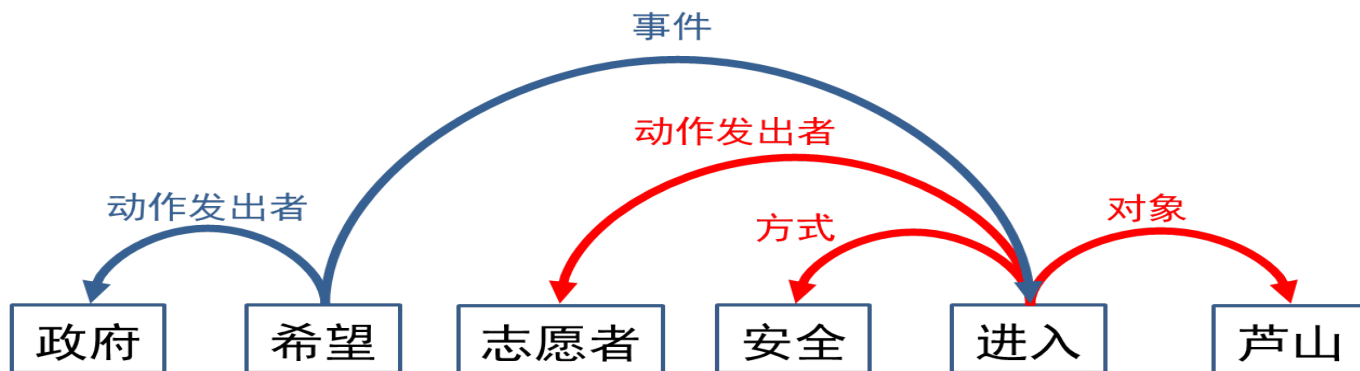 事件
动作发出者
动作发出者
方式
对象
政府 希望 志愿者 安全 进入 芦山